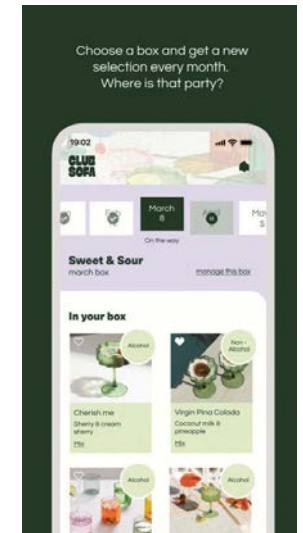 Choose a box and get a new
selection every month.
Where is that party?
19:02
CLUB
SOFA
March
8
May
5
On the way
Sweet & Sour
march box
manage this box
In your box
Alcohol
Non -
Alcohol
Cherish me
Sherry & cream
sherry
Mix
Virgin Pina Colada
Coconut milk &
pineapple
Mix
Alcohol
Alcohol